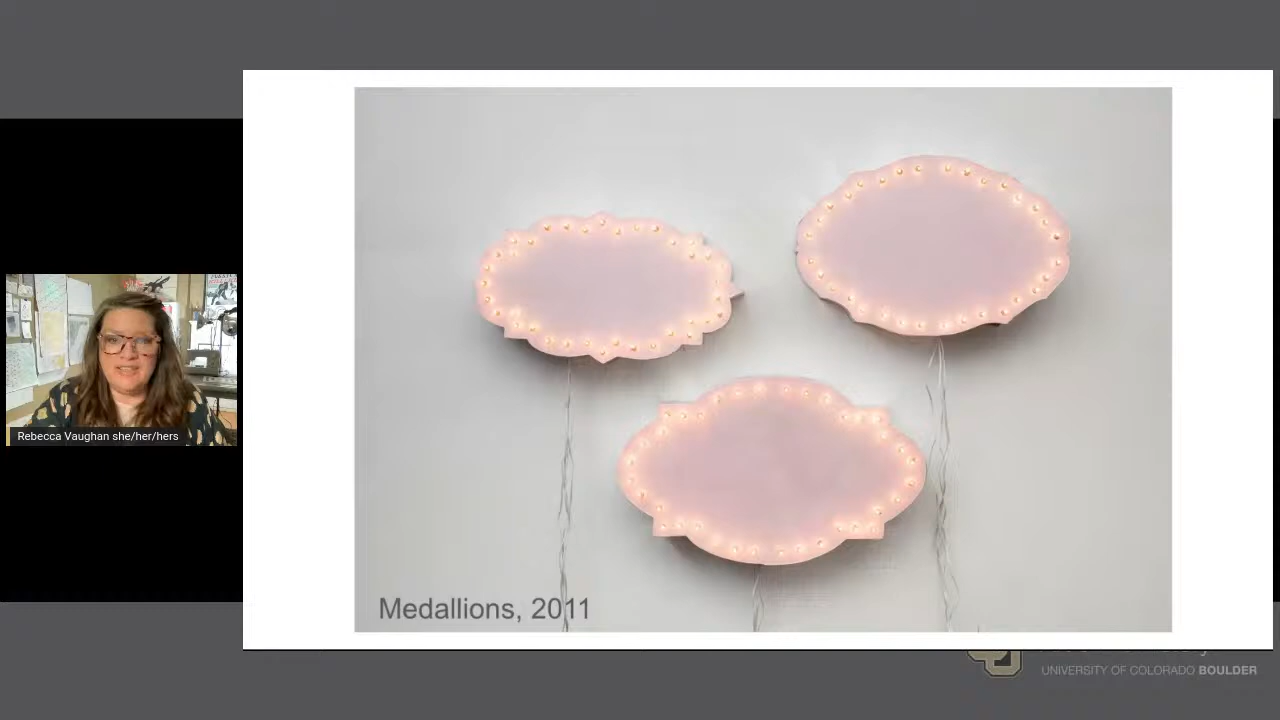 Rebecca Vaughan she/her/hers
Medallions, 2011
UNIVERSITY OF COLORADO BOULDER